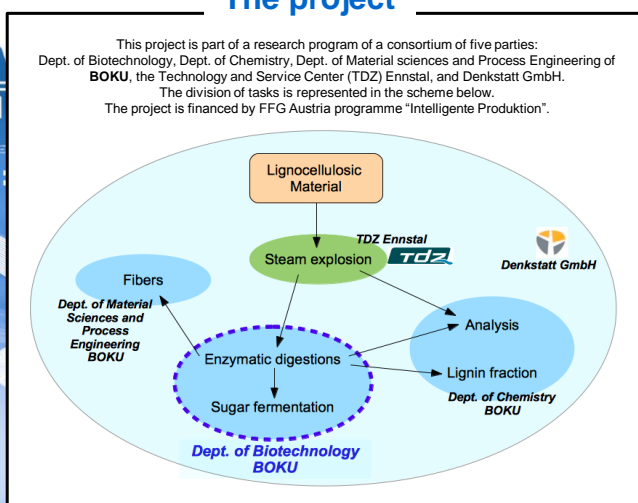 The project
This project is part of a research program of a consortium of five parties:
Dept. of Biotechnology, Dept. of Chemistry, Dept. of Material sciences and Process Engineering of
BOKU, the Technology and Service Center (TDZ) Ennstal, and Denkstatt GmbH.
The division of tasks is represented in the scheme below.
The project is financed by FFG Austria programme “Intelligente Produktion”.
Lignocellulosic
Material
TDZ Ennstal
Steam explosion
TDZ
Denkstatt GmbH
Fibers
Dept. of Material
Sciences and
Process
Engineering
BOKU
Analysis
Enzymatic digestions
Lignin fraction
Sugar fermentation
Dept. of Chemistry
BOKU
Dept. of Biotechnology
BOKU